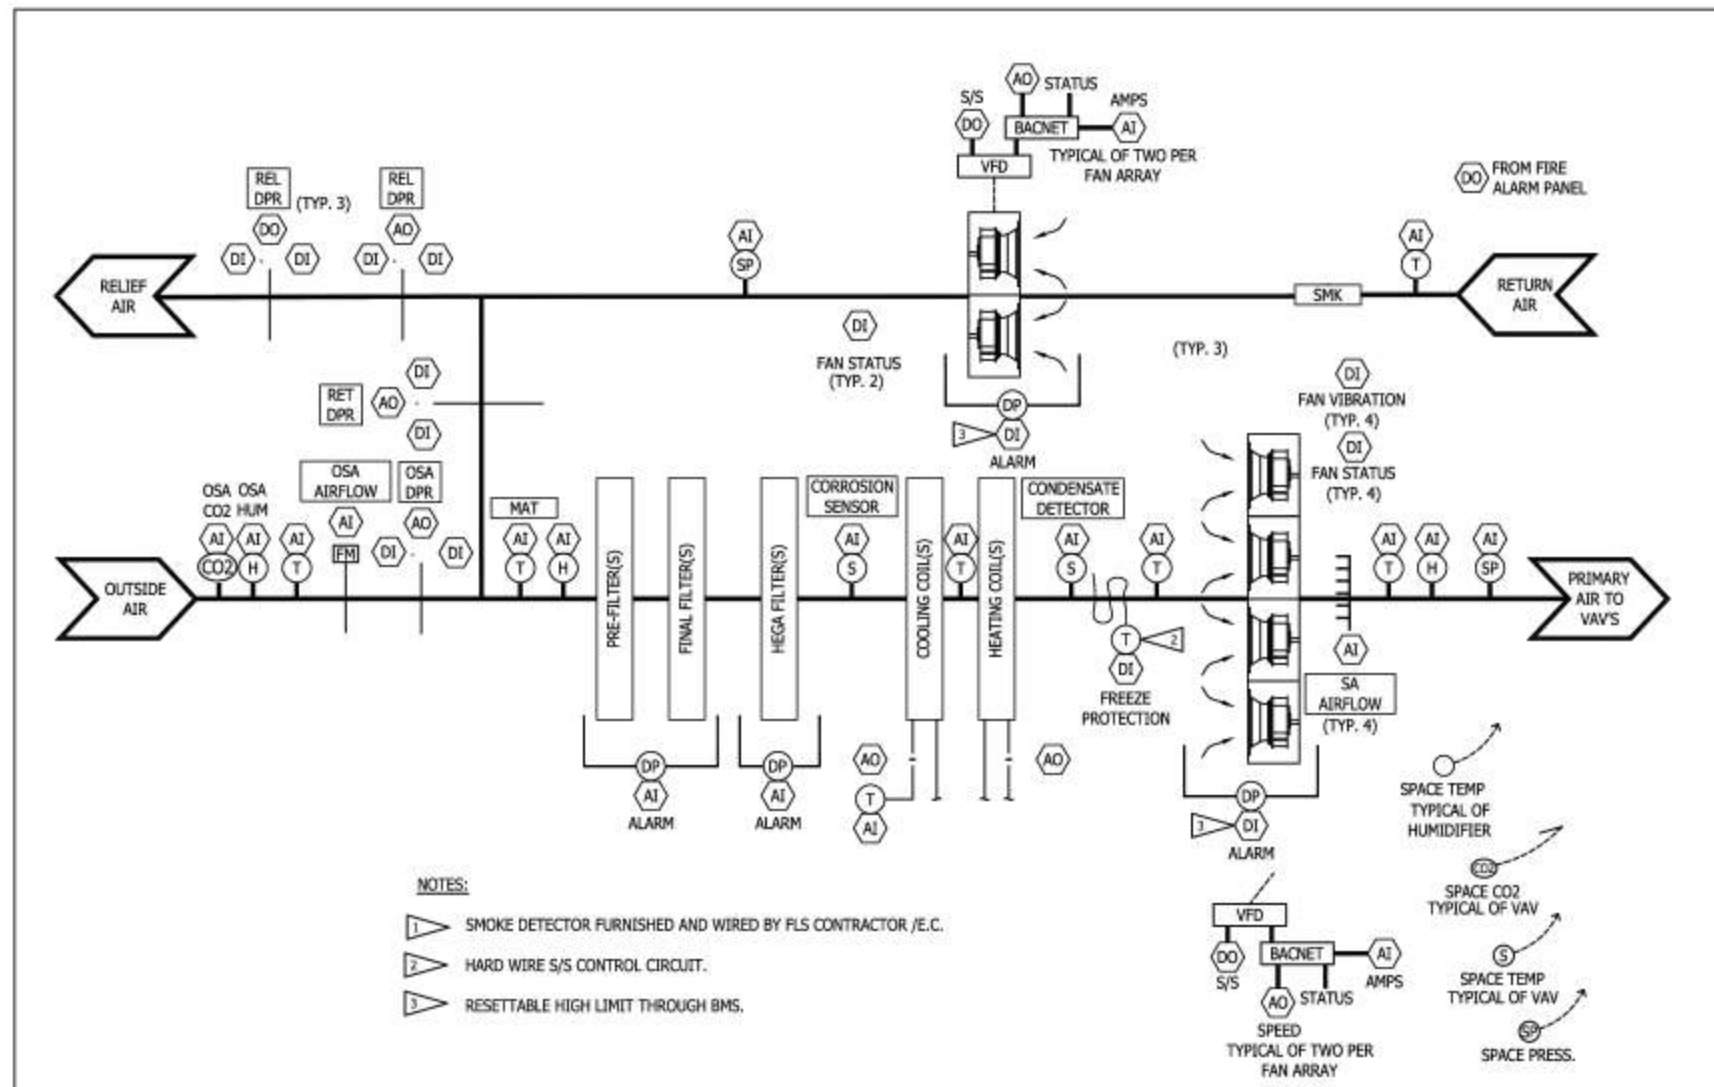 AO
STATUS
S/S
AMPS
DO
BACNET
AI
VFD
TYPICAL OF TWO PER
FAN ARRAY
DO
FROM FIRE
ALARM PANEL
REL
DPR
(TYP. 3)
REL
DPR
DO
DI
DI
AO
DI
DI
AI
SP
AI
T
RELIEF
AIR
SMK
RETURN
AIR
DI
FAN STATUS
(TYP. 2)
(TYP. 3)
DP
3
DI
ALARM
RET
DPR
AO
DI
DI
DI
FAN VIBRATION
(TYP. 4)
DI
FAN STATUS
(TYP. 4)
OSA
CO2
OSA
HUM
OSA
AIRFLOW
OSA
DPR
MAT
CORROSION
SENSOR
CONDENSATE
DETECTOR
AI
CO2
AI
H
AI
T
AI
FM
AO
DI
DI
AI
T
AI
H
AI
S
AI
T
AI
S
AI
T
AI
T
AI
H
AI
SP
OUTSIDE
AIR
PRE-FILTER(S)
FINAL FILTER(S)
HEGA FILTER(S)
COOLING COIL(S)
HEATING COIL(S)
PRIMARY
AIR TO
VAV'S
T
2
DI
FREEZE
PROTECTION
AI
SA
AIRFLOW
(TYP. 4)
DP
AI
ALARM
DP
AI
ALARM
AO
T
AI
AO
DP
3
DI
ALARM
SPACE TEMP
TYPICAL OF
HUMIDIFIER
CO2
SPACE CO2
TYPICAL OF VAV
S
SPACE TEMP
TYPICAL OF VAV
SP
SPACE PRESS.
VFD
DO
S/S
BACNET
AI
AMPS
AO
STATUS
SPEED
TYPICAL OF TWO PER
FAN ARRAY
NOTES:
1 SMOKE DETECTOR FURNISHED AND WIRED BY FLS CONTRACTOR /E.C.
2 HARD WIRE S/S CONTROL CIRCUIT.
3 RESETTABLE HIGH LIMIT THROUGH BMS.